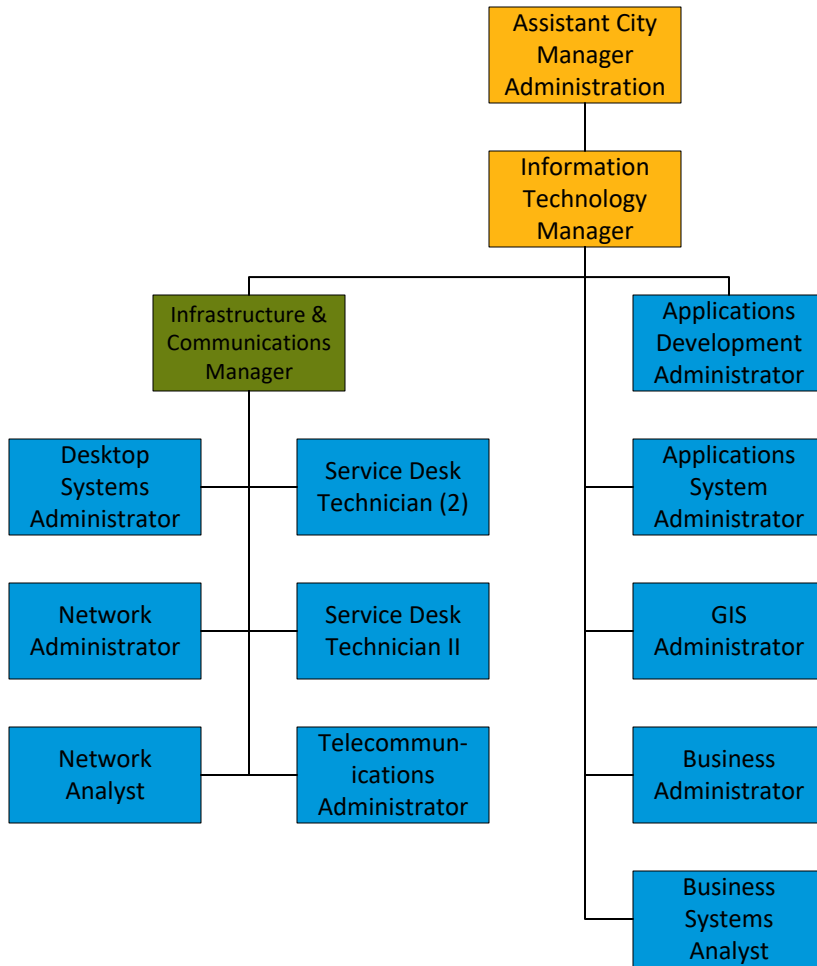 Assistant City
Manager
Administration
Information
Technology
Manager
Infrastructure &
Communications
Manager
Applications
Development
Administrator
Desktop
Systems
Administrator
Service Desk
Technician (2)
Applications
System
Administrator
Network
Administrator
Service Desk
Technician II
GIS
Administrator
Network
Analyst
Telecommun-
ications
Administrator
Business
Administrator
Business
Systems
Analyst